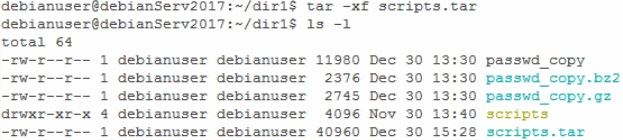 debianuser@debianServ2017:~/dir1$ tar -xf scripts.tar
debianuser@debianServ2017:~/dir1$ ls -l
total 64
-rw-r--r-- 1 debianuser debianuser 11980 Dec 30 13:30 passwd_copy
-rw-r--r-- 1 debianuser debianuser  2376 Dec 30 13:30 passwd_copy.bz2
-rw-r--r-- 1 debianuser debianuser  2745 Dec 30 13:30 passwd_copy.gz
drwxr-xr-x 4 debianuser debianuser  4096 Nov 30 13:40 scripts
-rw-r--r-- 1 debianuser debianuser 40960 Dec 30 15:28 scripts.tar